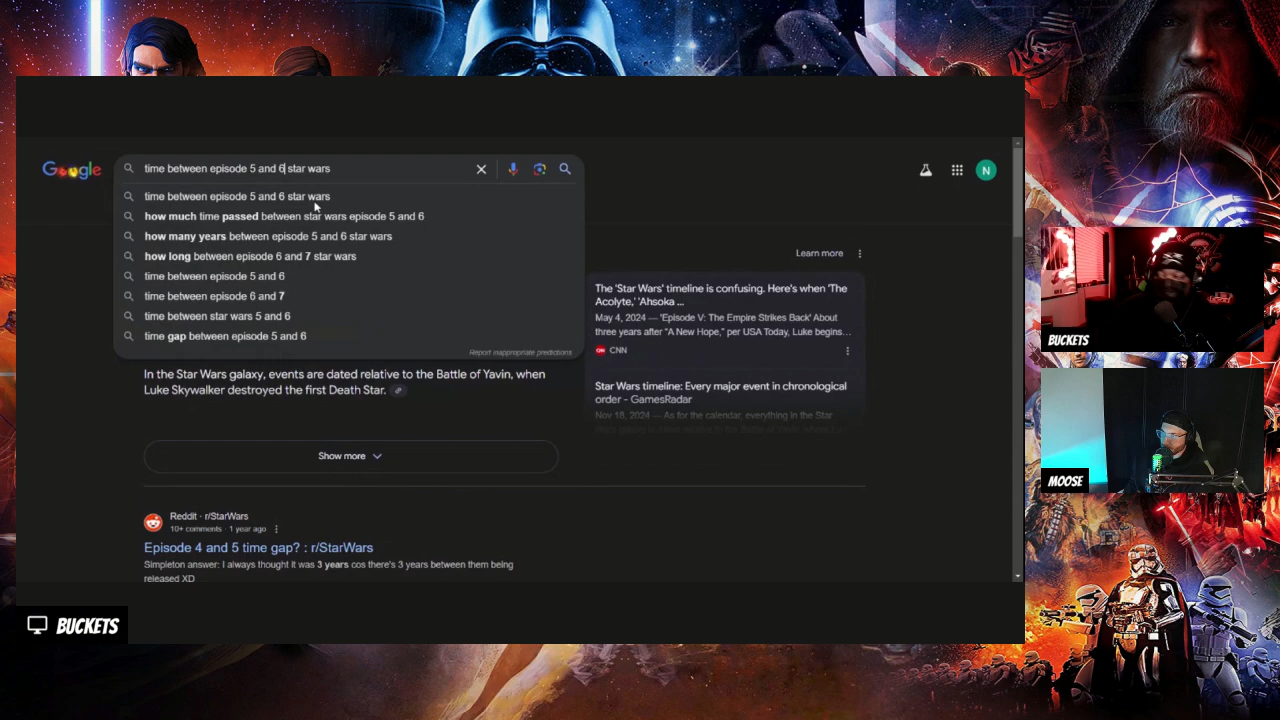 Google
time between episode 5 and 6 star wars
time between episode 5 and 6 star wars
how much time passed between star wars episode 5 and 6
how many years between episode 5 and 6 star wars
how long between episode 6 and 7 star wars
time between episode 5 and 6
time between episode 6 and 7
time between star wars 5 and 6
time gap between episode 5 and 6
Report inappropriate predictions
N
Learn more
The 'Star Wars' timeline is confusing. Here's when 'The
Acolyte,' 'Ahsoka ...
May 4, 2024 — 'Episode V: The Empire Strikes Back' About
three years after "A New Hope," per USA Today, Luke begins...
CNN
Star Wars timeline: Every major event in chronological
order - GamesRadar
Nov 18, 2024 — As for the calendar, everything in the Star
In the Star Wars galaxy, events are dated relative to the Battle of Yavin, when
Luke Skywalker destroyed the first Death Star.
Show more
Reddit · r/StarWars
10+ comments · 1 year ago
Episode 4 and 5 time gap? : r/StarWars
Simpleton answer: I always thought it was 3 years cos there's 3 years between them being
released XD
BUCKETS
BUCKETS
MOOSE